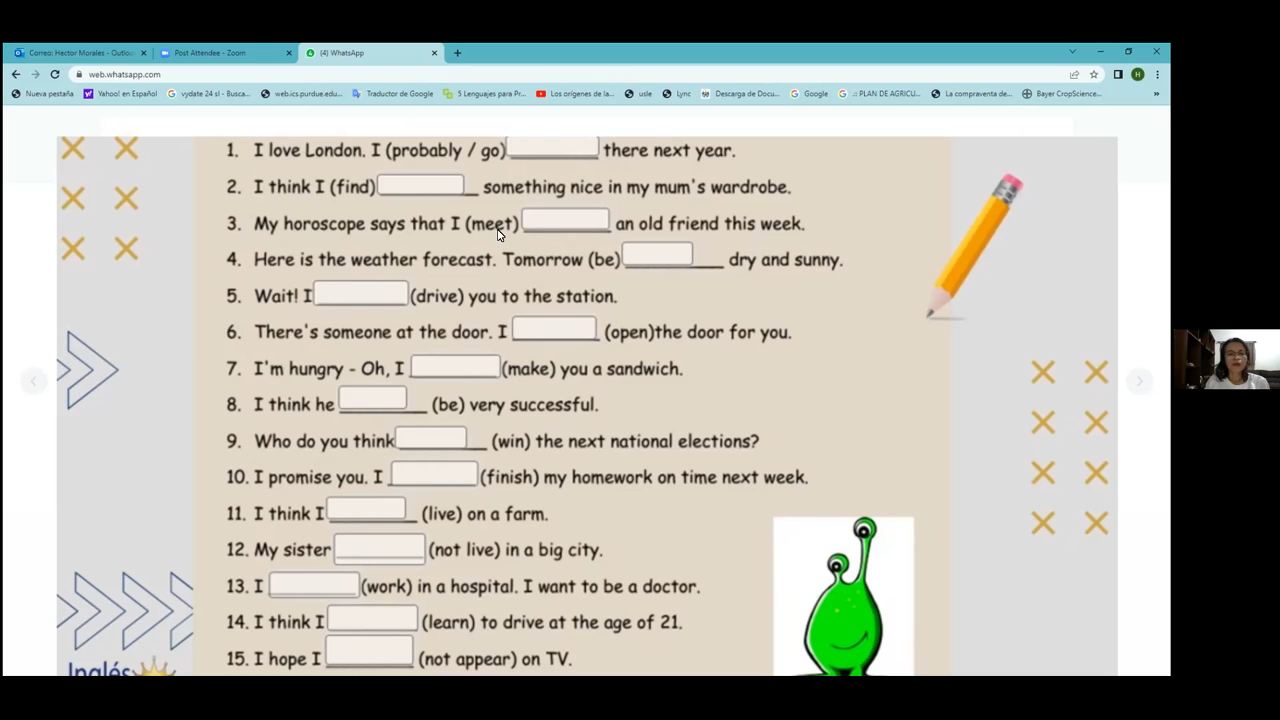 Correo: Hector Morales - Outloo
Post Attendee - Zoom
(4) WhatsApp
web.whatsapp.com
Nueva pestaña
Yahoo! en Español
vydate 24 sl - Busca...
web.ics.purdue.edu...
Traductor de Google
5 Lenguajes para Pr...
Los orígenes de la...
usle
Lync
Descarga de Docu...
Google
.:: PLAN DE AGRICU...
La compraventa de...
Bayer CropScience...
1. I love London. I (probably / go) there next year.
2. I think I (find) something nice in my mum's wardrobe.
3. My horoscope says that I (meet) an old friend this week.
4. Here is the weather forecast. Tomorrow (be) dry and sunny.
5. Wait! I (drive) you to the station.
6. There's someone at the door. I (open)the door for you.
7. I'm hungry - Oh, I (make) you a sandwich.
8. I think he (be) very successful.
9. Who do you think (win) the next national elections?
10. I promise you. I (finish) my homework on time next week.
11. I think I (live) on a farm.
12. My sister (not live) in a big city.
13. I (work) in a hospital. I want to be a doctor.
14. I think I (learn) to drive at the age of 21.
15. I hope I (not appear) on TV.
Inglés